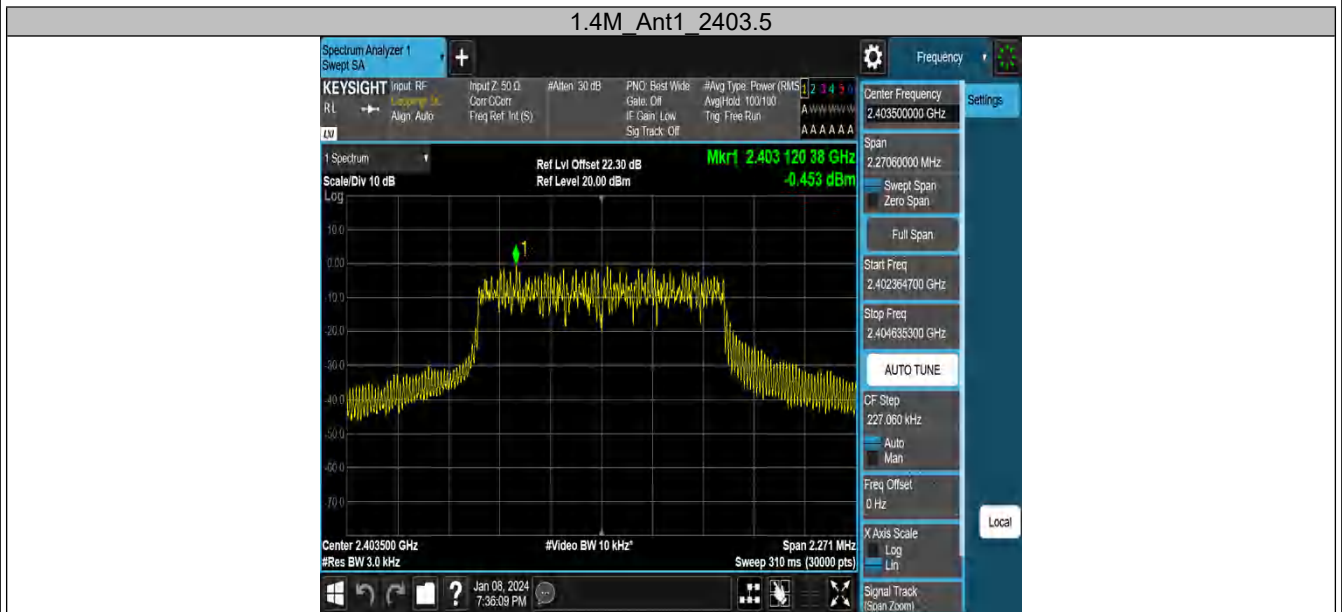 1.4M_Ant1_2403.5
Spectrum Analyzer 1
Swept SA
+
Frequency
KEYSIGHT
RL
LXI
Input: RF
Coupling: DC
Align: Auto
Input Z: 50 Ω
Corr CCorr
Freq Ref: Int (S)
#Atten: 30 dB
PNO: Best Wide
Gate: Off
IF Gain: Low
Sig Track: Off
#Avg Type: Power (RMS
Avg|Hold: 100/100
Trig: Free Run
1 2 3 4 5 6
A W W W W W
A A A A A A
1 Spectrum
Scale/Div 10 dB
Log
Ref Lvl Offset 22.30 dB
Ref Level 20.00 dBm
Mkr1 2.403 120 38 GHz
-0.453 dBm
1
10.0
0.00
-10.0
-20.0
-30.0
-40.0
-50.0
-60.0
-70.0
Center 2.403500 GHz
#Res BW 3.0 kHz
#Video BW 10 kHz*
Span 2.271 MHz
Sweep 310 ms (30000 pts)
?
Jan 08, 2024
7:36:09 PM
Center Frequency
2.403500000 GHz
Settings
Span
2.27060000 MHz
Swept Span
Zero Span
Full Span
Start Freq
2.402364700 GHz
Stop Freq
2.404635300 GHz
AUTO TUNE
CF Step
227.060 kHz
Auto
Man
Freq Offset
0 Hz
X Axis Scale
Log
Lin
Local
Signal Track
(Span Zoom)